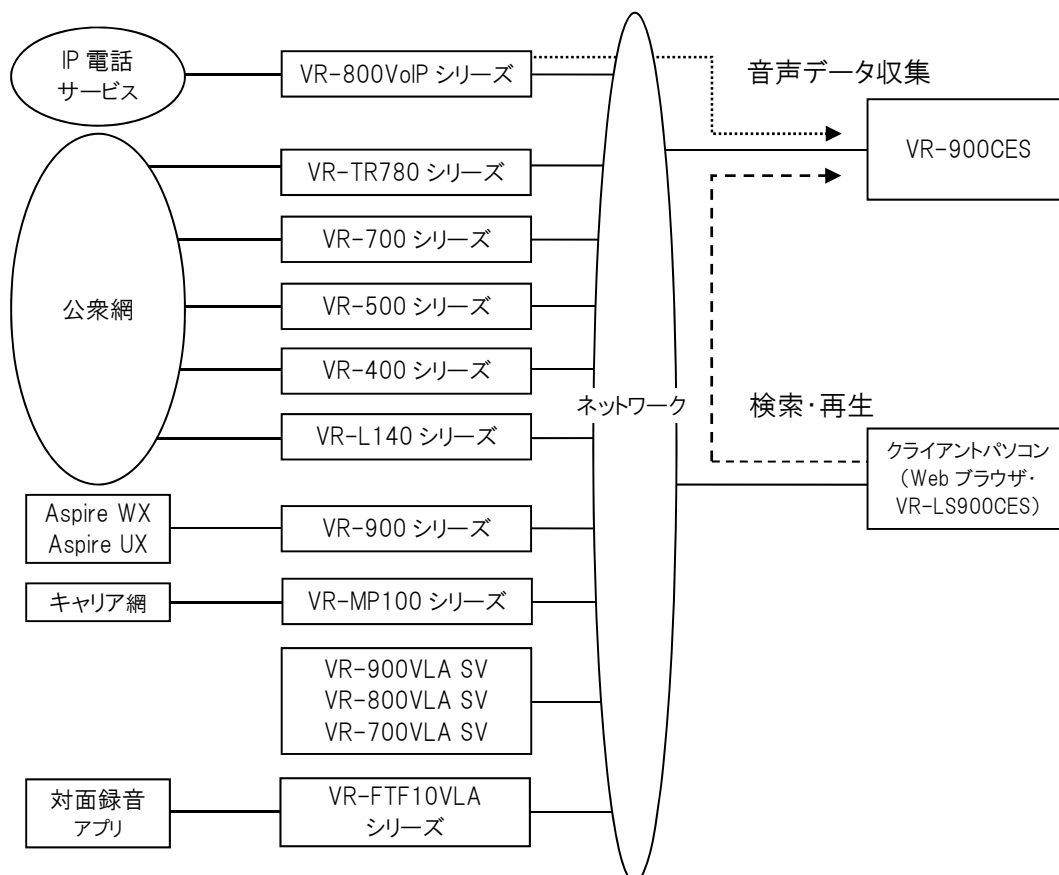 IP 電話
サービス
VR-800VoIP シリーズ
音声データ収集
VR-900CES
VR-TR780 シリーズ
VR-700 シリーズ
公衆網
VR-500 シリーズ
VR-400 シリーズ
ネットワーク
検索・再生
VR-L140 シリーズ
クライアントパソコン
（Web ブラウザ・
VR-LS900CES）
Aspire WX
Aspire UX
VR-900 シリーズ
キャリア網
VR-MP100 シリーズ
VR-900VLA SV
VR-800VLA SV
VR-700VLA SV
対面録音
アプリ
VR-FTF10VLA
シリーズ